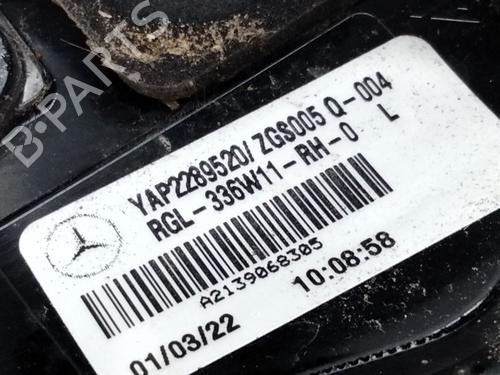 B-PARTS
YAP2289520/ ZGS005 Q-004
RGL-336W11-RH-0 L
A2139068305
01/03/22 10:08:58